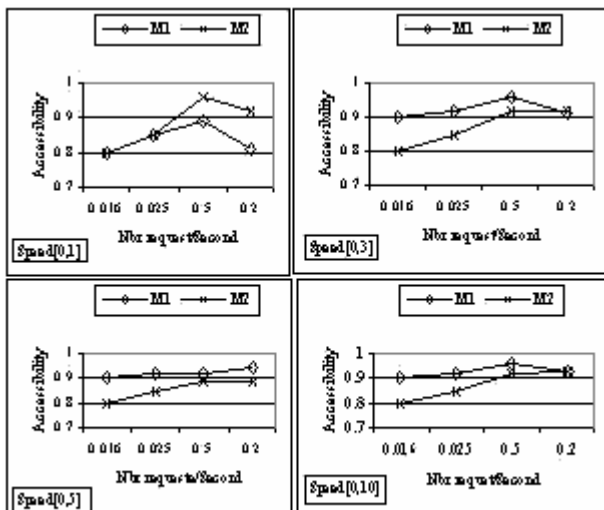 M1 M2
Accessibility
1
0.9
0.8
0.7
0.016 0.025 0.5 0.2
Nbr request/Second
Speed[0,1]
M1 M2
Accessibility
1
0.9
0.8
0.7
0.016 0.025 0.5 0.2
Nbr request/Second
Speed[0,3]
M1 M2
Accessibility
1
0.9
0.8
0.7
0.016 0.025 0.5 0.2
Nbr requests/Second
Speed[0,5]
M1 M2
Accessibility
1
0.9
0.8
0.7
0.016 0.025 0.5 0.2
Nbr request/Second
Speed[0,10]